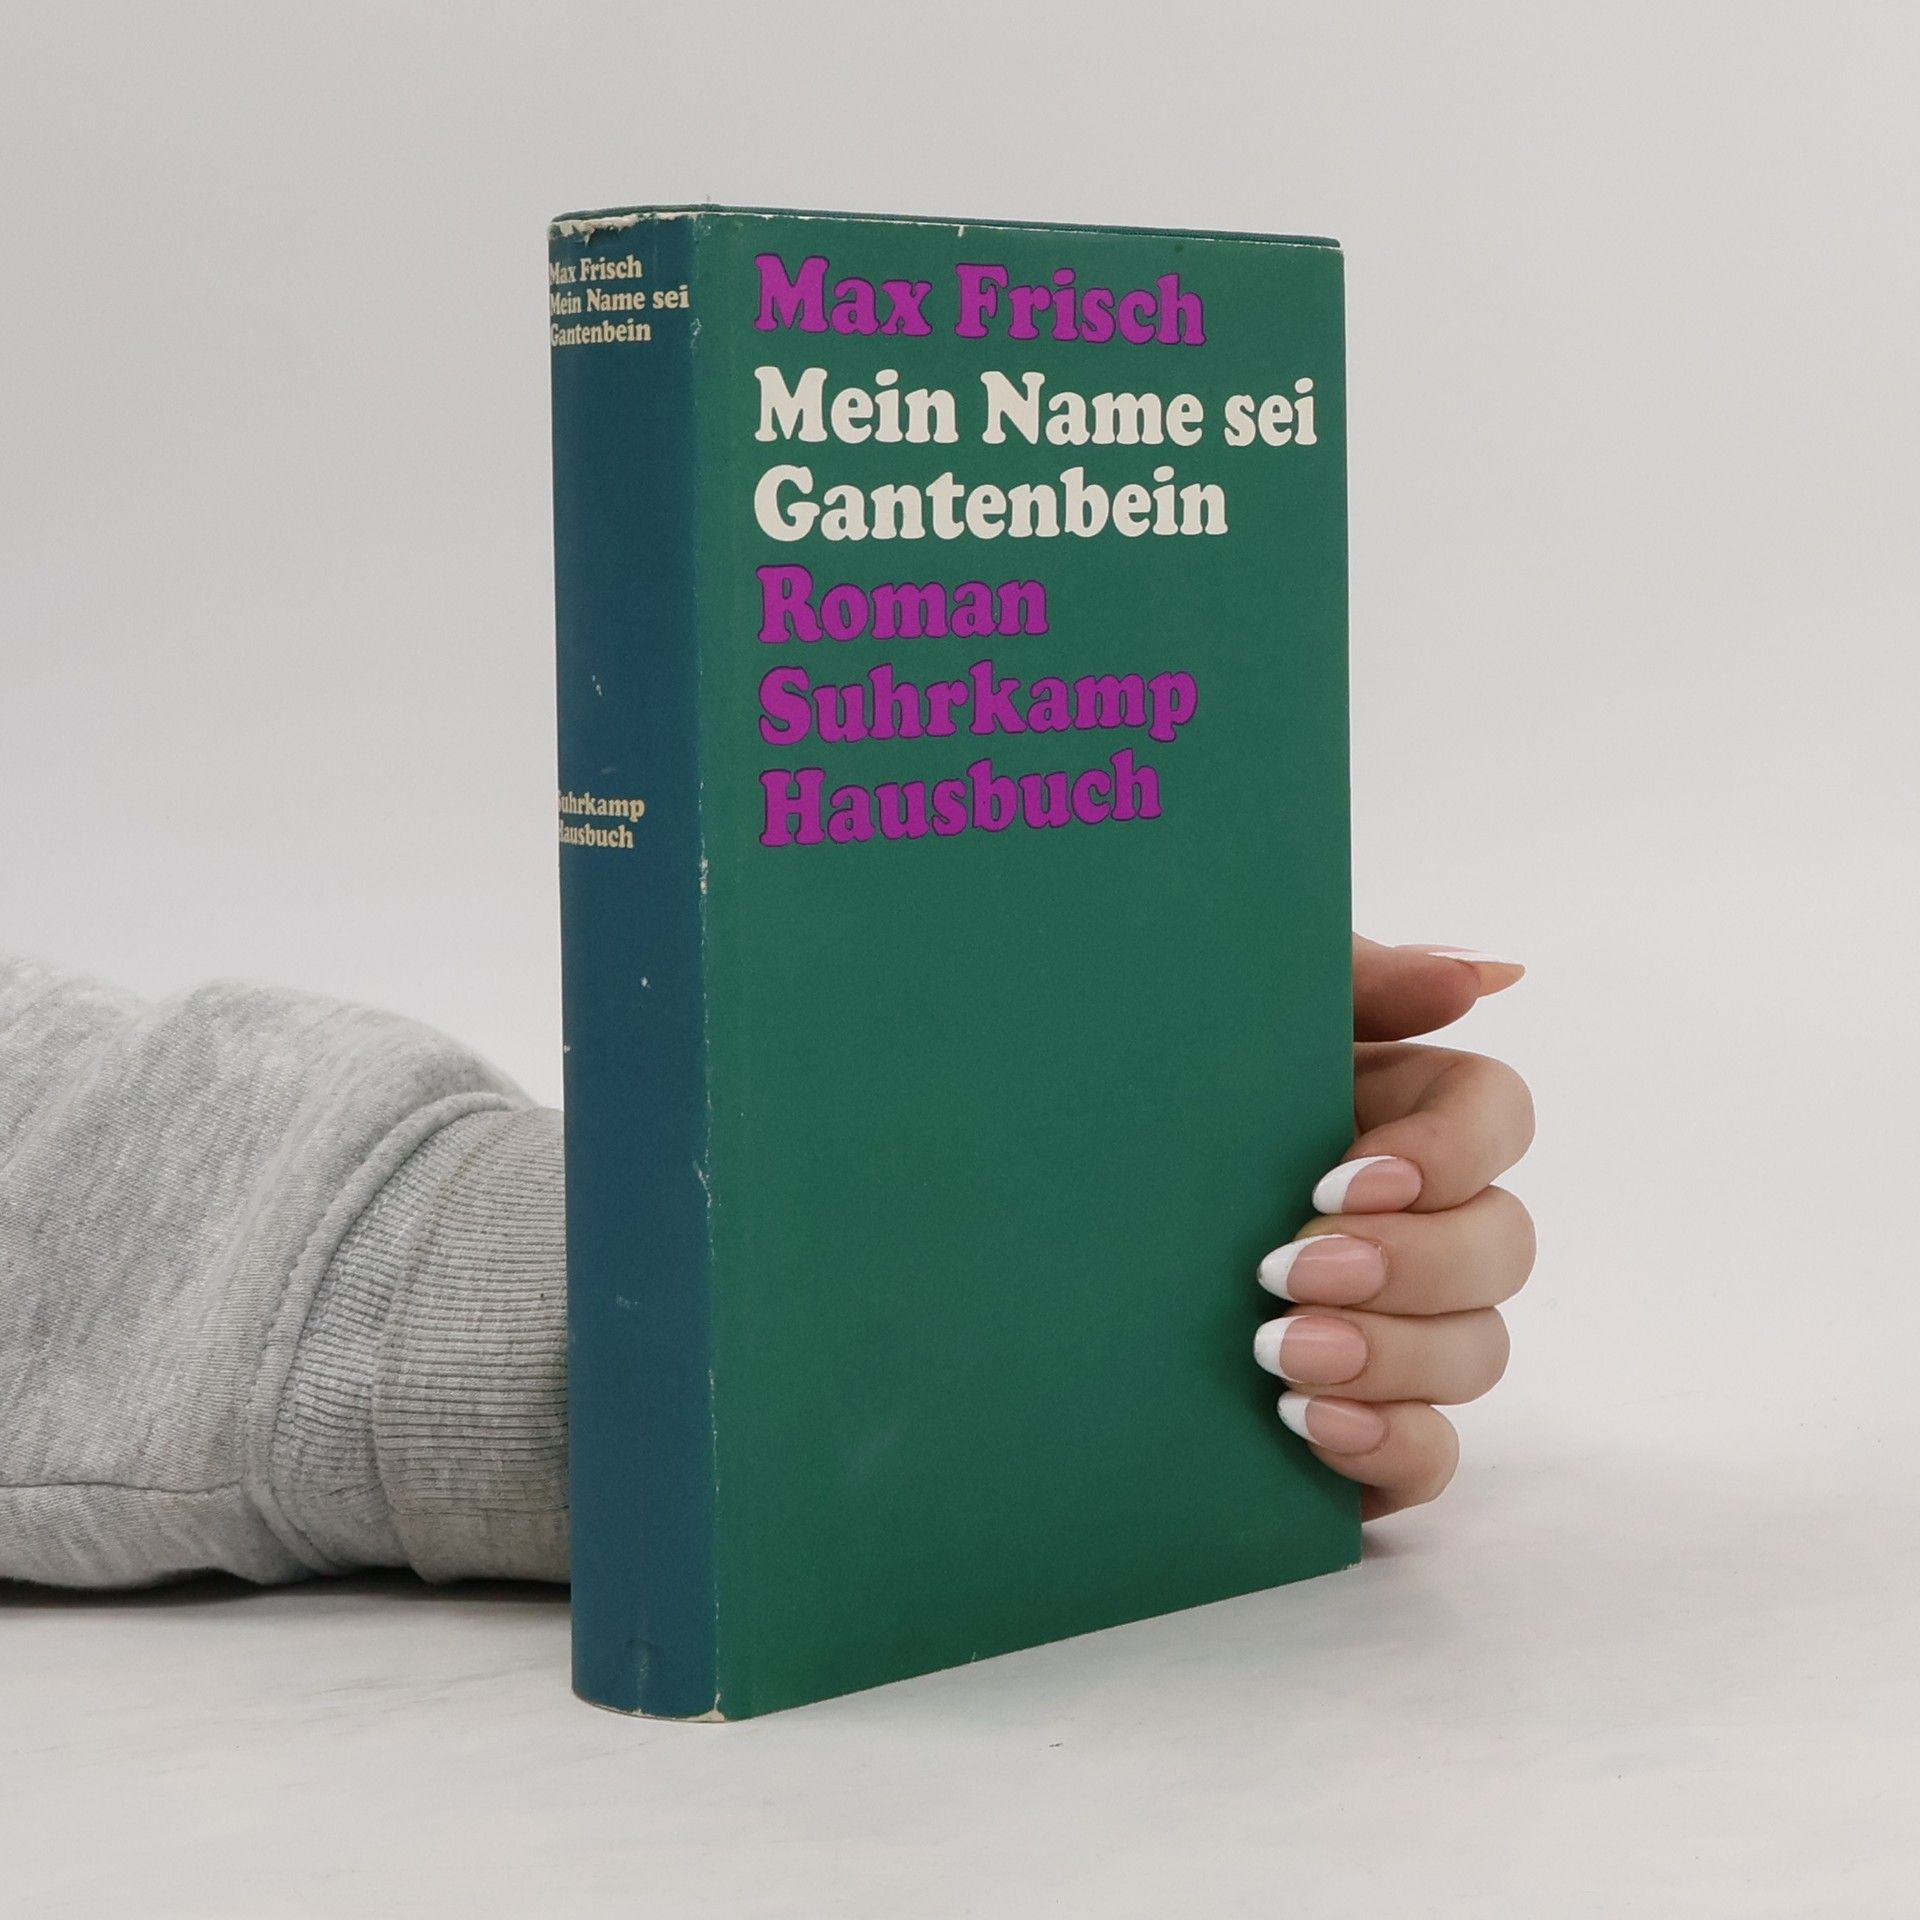 Max Frisch
Mein Name sei
Gantenbein
Suhrkamp
Hausbuch
Max Frisch
Mein Name sei
Gantenbein
Roman
Suhrkamp
Hausbuch